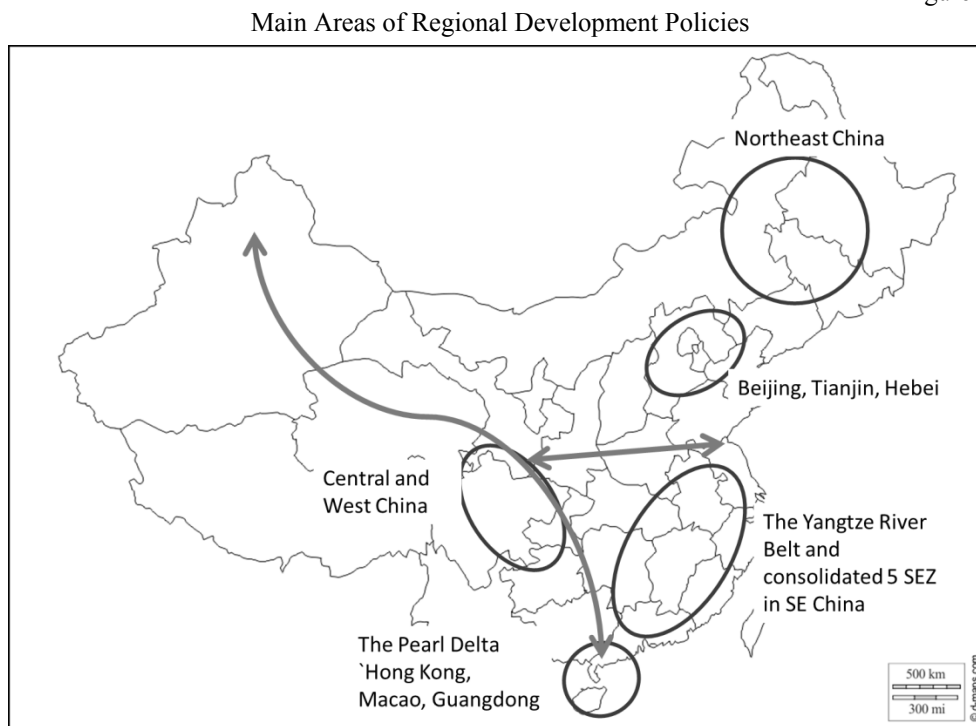 Main Areas of Regional Development Policies
Northeast China
Beijing, Tianjin, Hebei
Central and
West China
The Yangtze River
Belt and
consolidated 5 SEZ
in SE China
The Pearl Delta
`Hong Kong,
Macao, Guangdong
500 km
300 mi